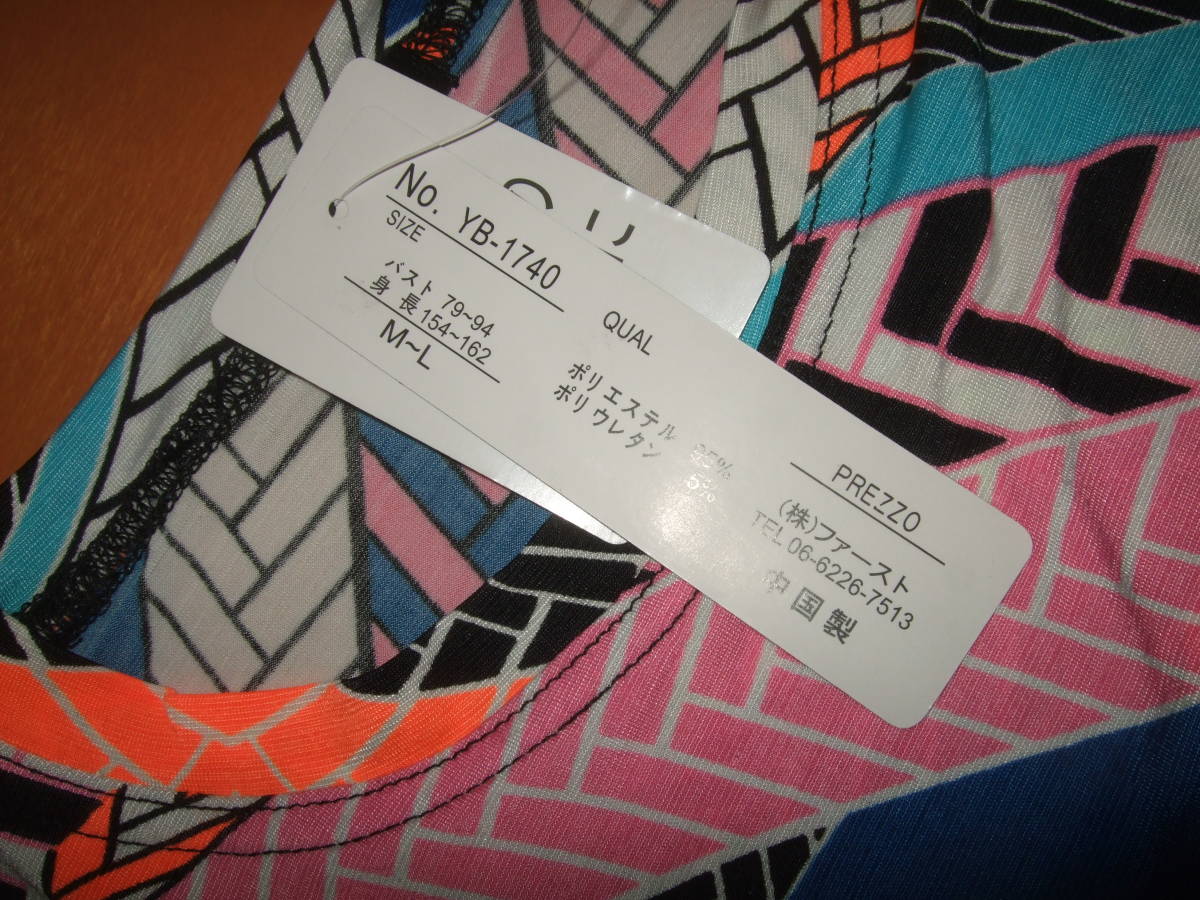 No. YB-1740
SIZE
バスト 79~94
身長 154~162
M~L
QUAL
ポリエステル 95%
ポリウレタン 5%
PREZZO
(株)ファースト
TEL 06-6226-7513
中国製